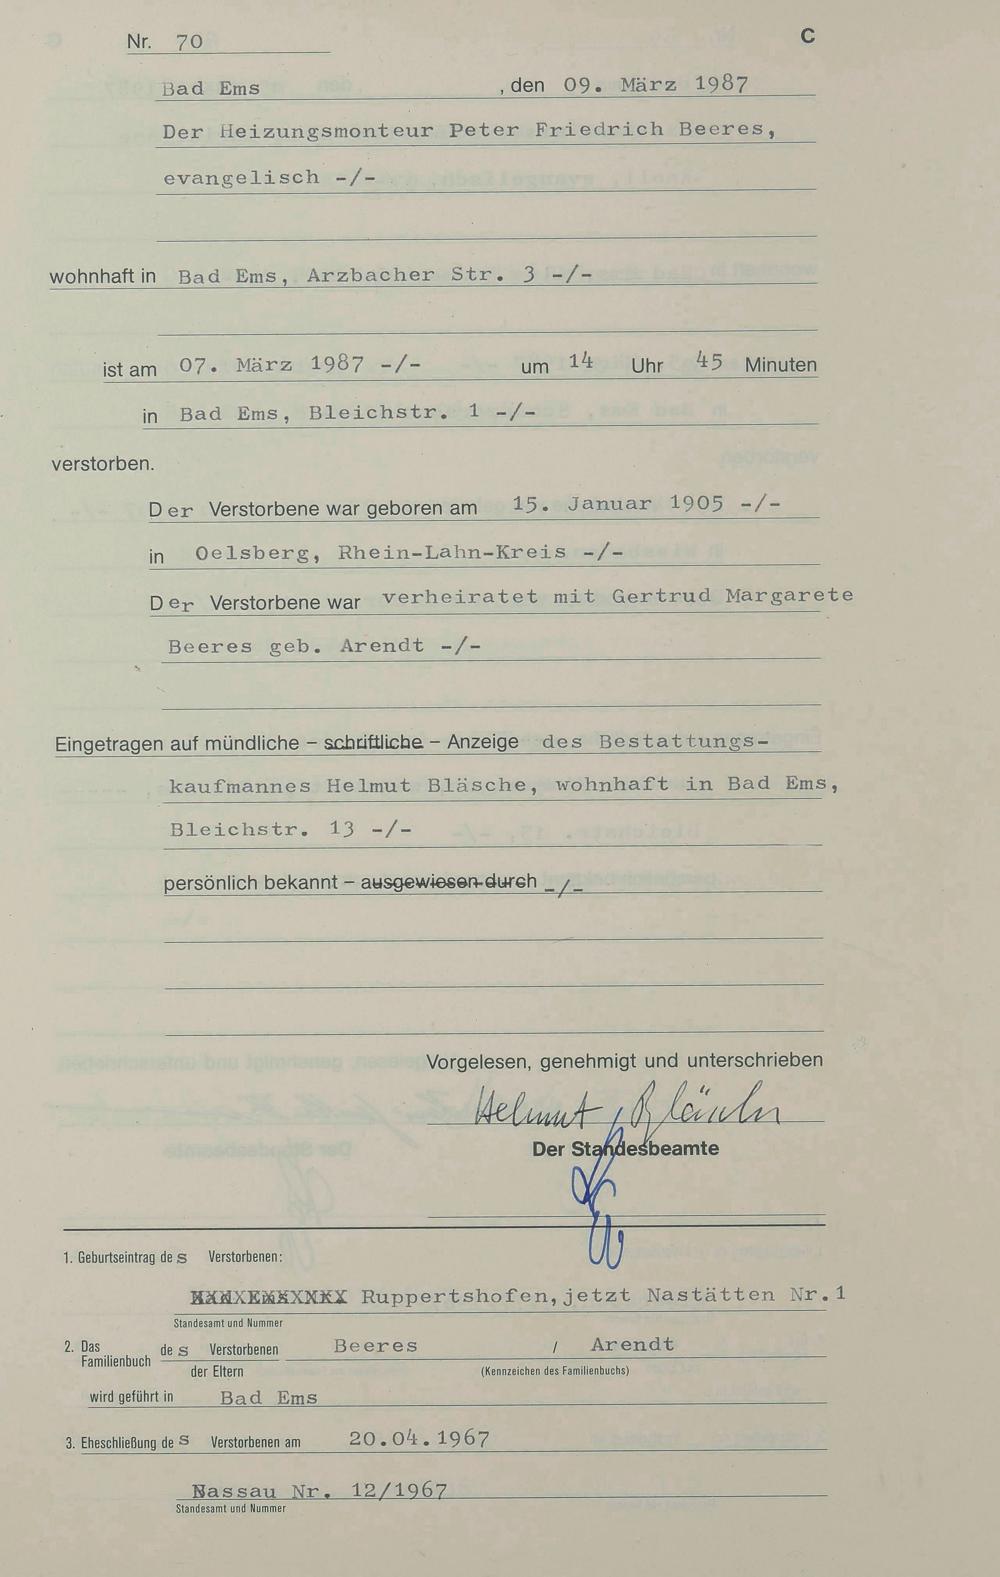 Nr. 70 C
Bad Ems , den 09. März 1987
Der Heizungsmonteur Peter Friedrich Beeres,
evangelisch -/-
wohnhaft in Bad Ems, Arzbacher Str. 3 -/-
ist am 07. März 1987 -/- um 14 Uhr 45 Minuten
in Bad Ems, Bleichstr. 1 -/-
verstorben.
Der Verstorbene war geboren am 15. Januar 1905 -/-
in Oelsberg, Rhein-Lahn-Kreis -/-
Der Verstorbene war verheiratet mit Gertrud Margarete
Beeres geb. Arendt -/-
Eingetragen auf mündliche – schriftliche – Anzeige des Bestattungs-
kaufmannes Helmut Bläsche, wohnhaft in Bad Ems,
Bleichstr. 13 -/-
persönlich bekannt – ausgewiesen durch -/-
Vorgelesen, genehmigt und unterschrieben
Helmut Bläsche
Der Standesbeamte
1. Geburtseintrag des Verstorbenen:
Ruppertshofen,jetzt Nastätten Nr.1
Standesamt und Nummer
2. Das Familienbuch des Verstorbenen Beeres / Arendt
der Eltern (Kennzeichen des Familienbuchs)
wird geführt in Bad Ems
3. Eheschließung des Verstorbenen am 20.04.1967
Nassau Nr. 12/1967
Standesamt und Nummer